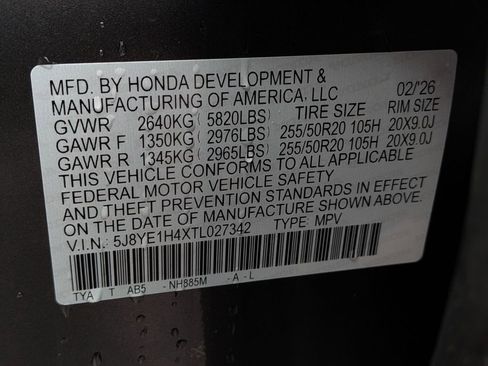 MFD. BY HONDA DEVELOPMENT & 02/'26
MANUFACTURING OF AMERICA, LLC
GVWR 2640KG (5820LBS) TIRE SIZE RIM SIZE
GAWR F 1350KG (2976LBS) 255/50R20 105H 20X9.0J
GAWR R 1345KG (2965LBS) 255/50R20 105H 20X9.0J
THIS VEHICLE CONFORMS TO ALL APPLICABLE
FEDERAL MOTOR VEHICLE SAFETY
AND THEFT PREVENTION STANDARDS IN EFFECT
ON THE DATE OF MANUFACTURE SHOWN ABOVE.
V.I.N.: 5J8YE1H4XTL027342 TYPE: MPV
TYA T AB5 -NH885M -A-L